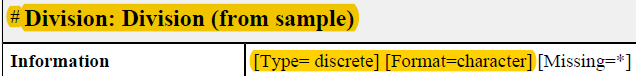 # Division: Division (from sample)
Information [Type= discrete] [Format=character] [Missing=*]